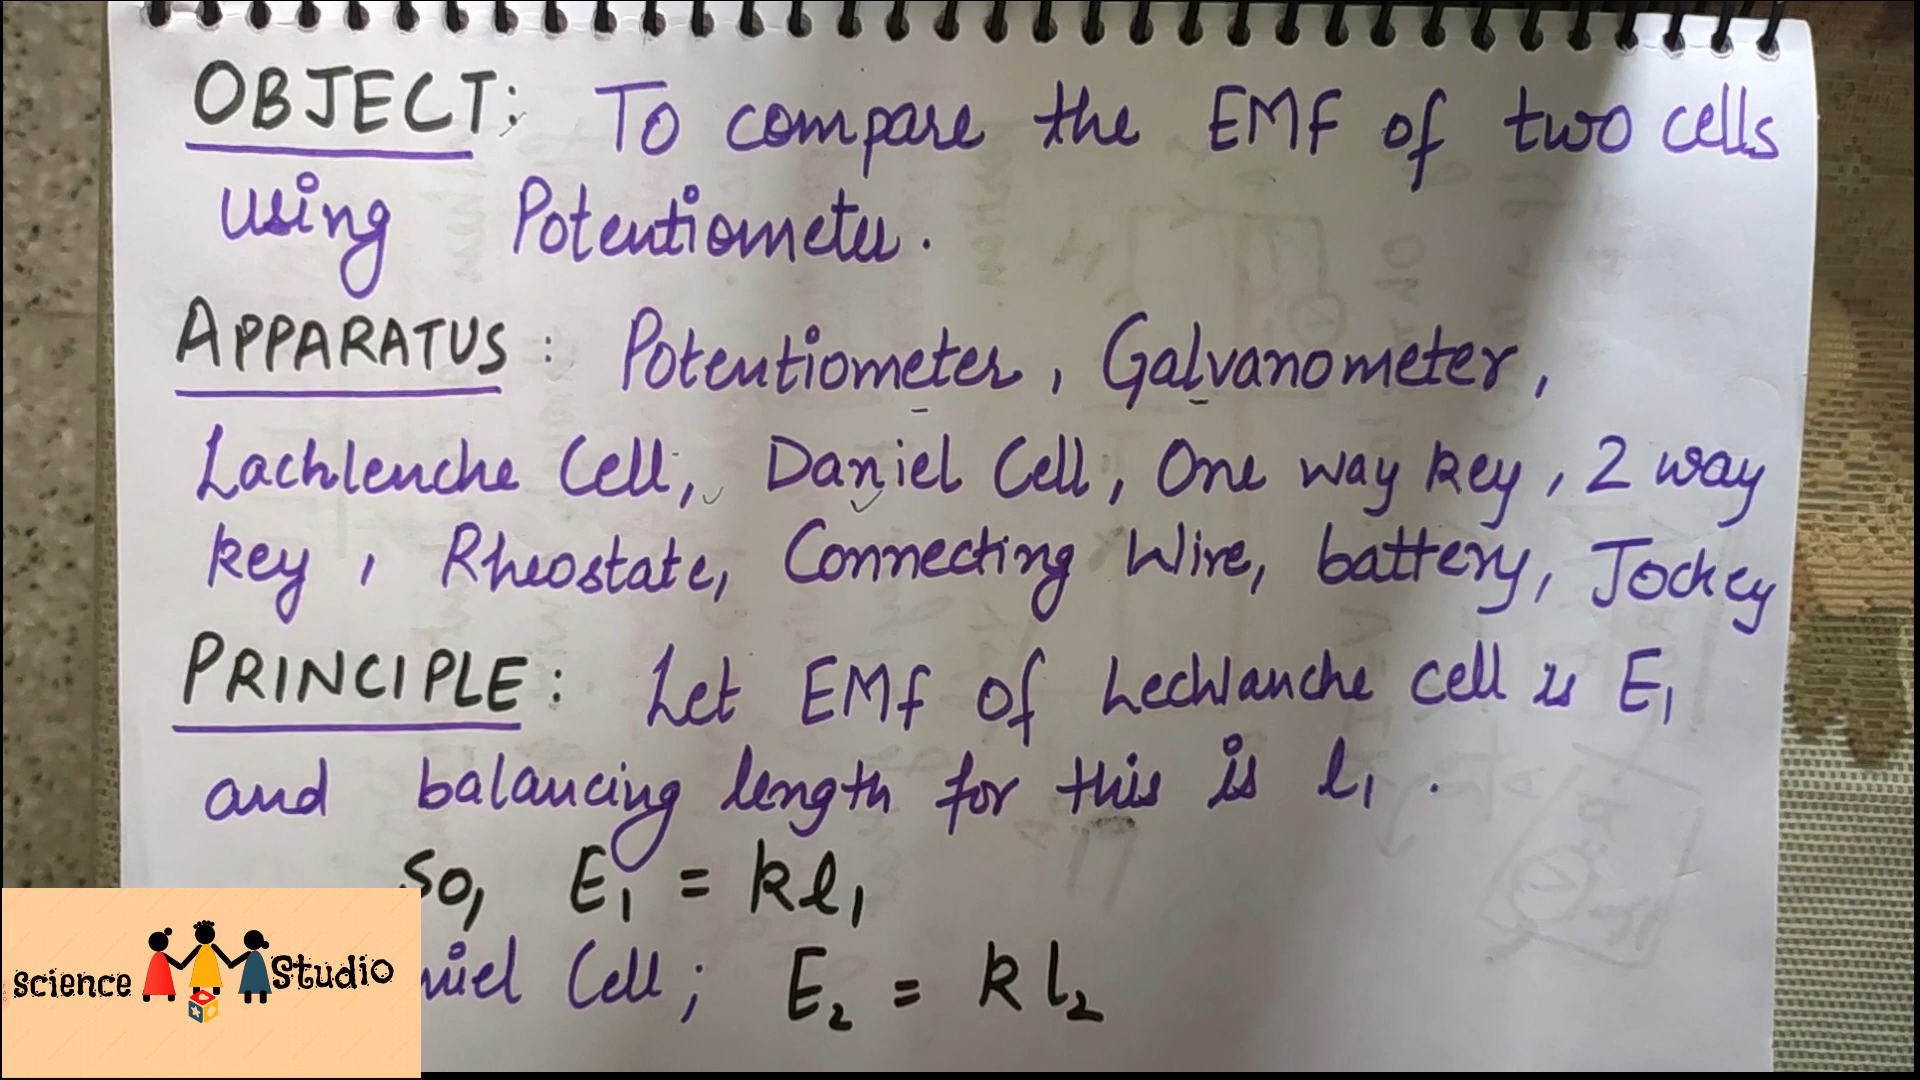 OBJECT: To compare the EMF of two cells
using Potentiometer.
APPARATUS: Potentiometer, Galvanometer,
Lachlenche Cell, Daniel Cell, One way key, 2 way
key, Rheostate, Connecting Wire, battery, Jockey
PRINCIPLE: Let EMF of Lechlanche cell is E₁
and balancing length for this is l₁.
So, E₁ = kl₁
Cell; E₂ = kl₂
science Studio